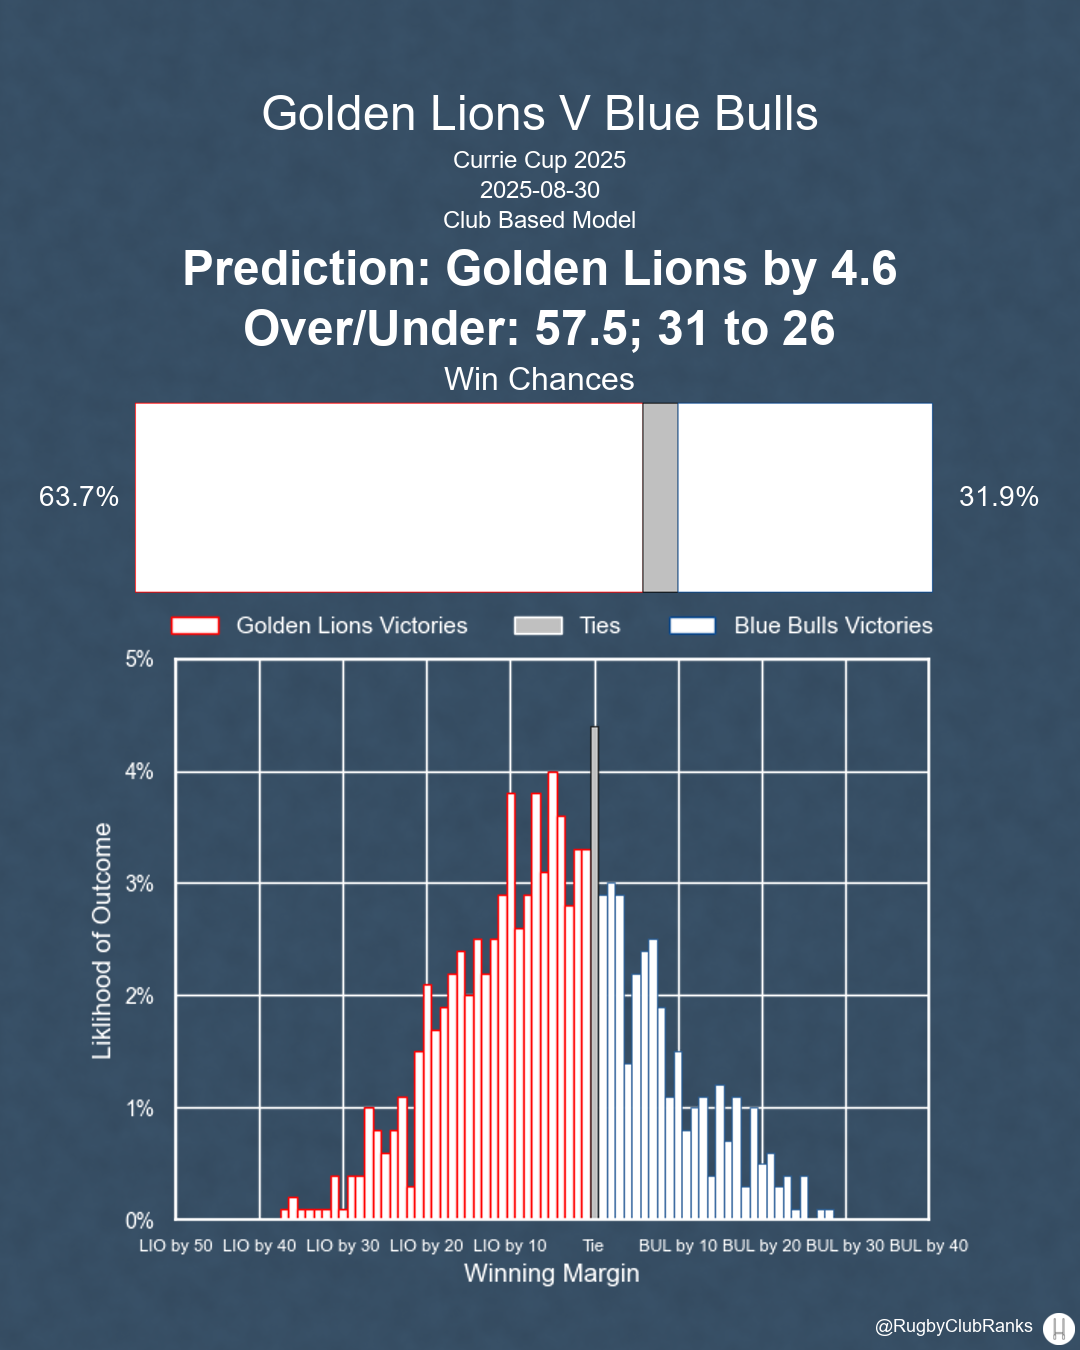 Golden Lions V Blue Bulls
Currie Cup 2025
2025-08-30
Club Based Model
Prediction: Golden Lions by 4.6
Over/Under: 57.5; 31 to 26
Win Chances
63.7% 31.9%
Golden Lions Victories Ties Blue Bulls Victories
5%
4%
3%
2%
1%
0%
Liklihood of Outcome
LIO by 50 LIO by 40 LIO by 30 LIO by 20 LIO by 10 Tie BUL by 10 BUL by 20 BUL by 30 BUL by 40
Winning Margin
@RugbyClubRanks